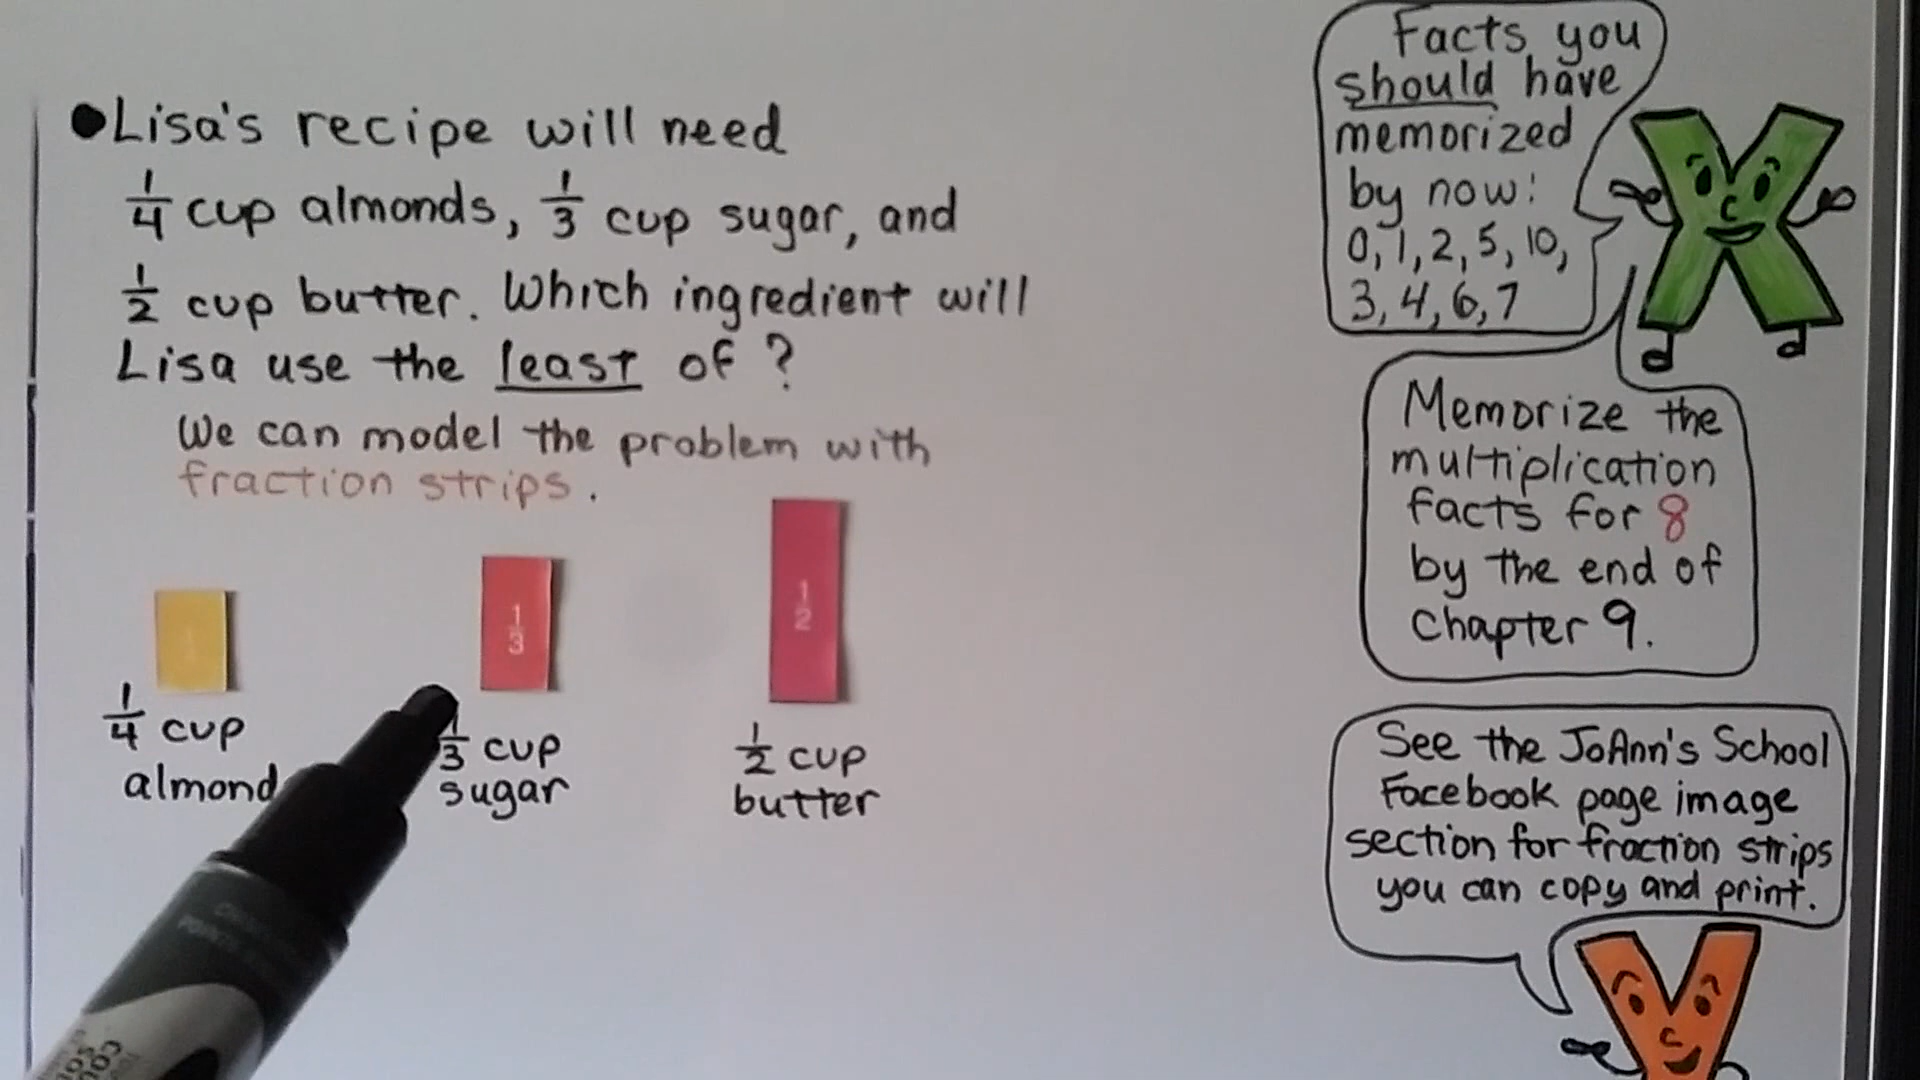 Lisa's recipe will need
1/4 cup almonds, 1/3 cup sugar, and
1/2 cup butter. Which ingredient will
Lisa use the least of?
We can model the problem with
fraction strips.
1/3
1/2
1/4 cup
almond
1/3 cup
sugar
1/2 cup
butter
Facts you
should have
memorized
by now:
0, 1, 2, 5, 10,
3, 4, 6, 7
Memorize the
multiplication
facts for 8
by the end of
Chapter 9.
See the JoAnn's School
Facebook page image
section for fraction strips
you can copy and print.